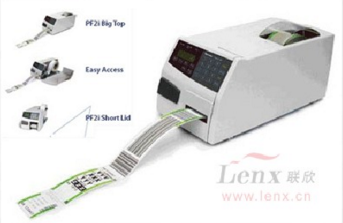 PF2i Big Top
Easy Access
PF2i Short Lid
Lenx 联欣
www.lenx.cn